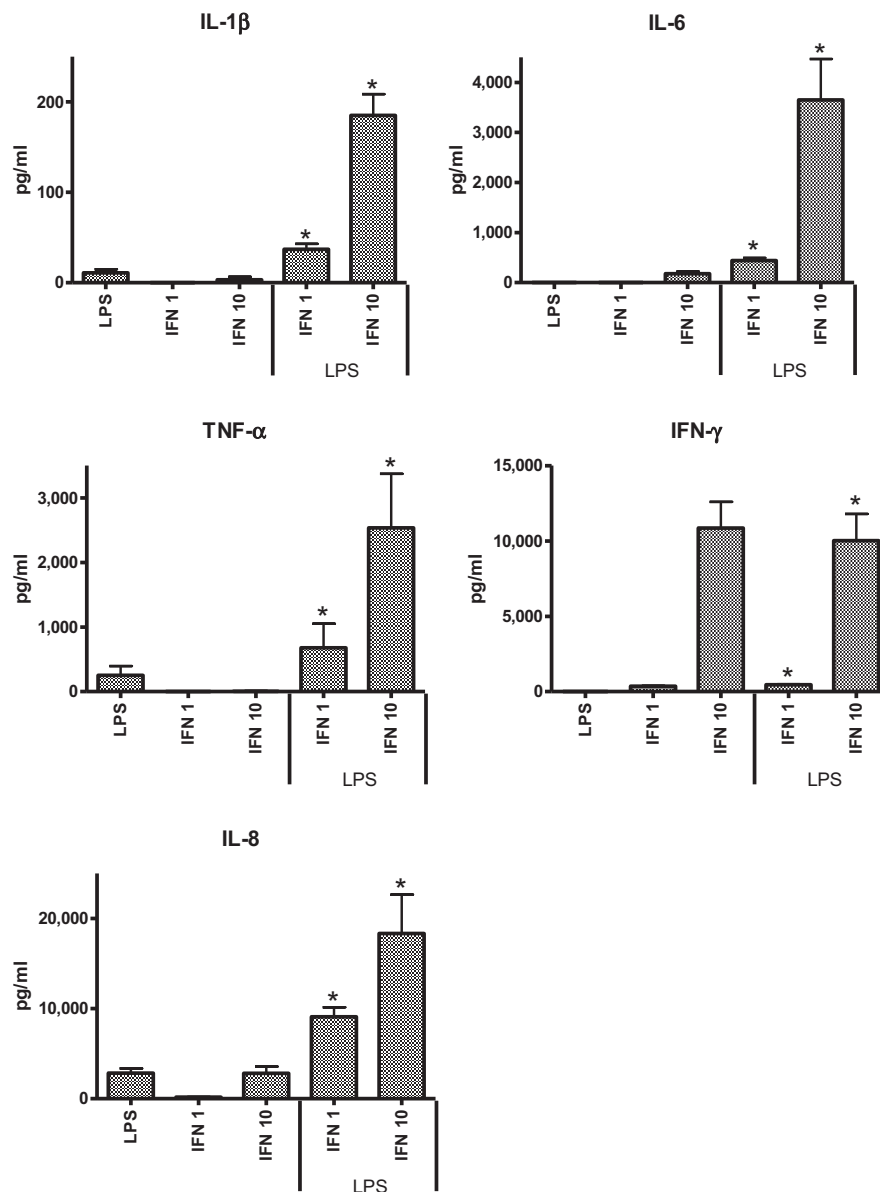 IL-1β
200
100
0
pg/ml
LPS
IFN 1
IFN 10
IFN 1
IFN 10
LPS
*
*
IL-6
4,000
3,000
2,000
1,000
0
pg/ml
IFN 1
IFN 10
LPS
IFN 1
IFN 10
LPS
*
*
TNF-α
3,000
2,000
1,000
0
pg/ml
LPS
IFN 1
IFN 10
IFN 1
IFN 10
LPS
*
*
IFN-γ
15,000
10,000
5,000
0
pg/ml
LPS
IFN 1
IFN 10
IFN 1
IFN 10
LPS
*
*
IL-8
20,000
10,000
0
pg/ml
LPS
IFN 1
IFN 10
IFN 1
IFN 10
LPS
*
*